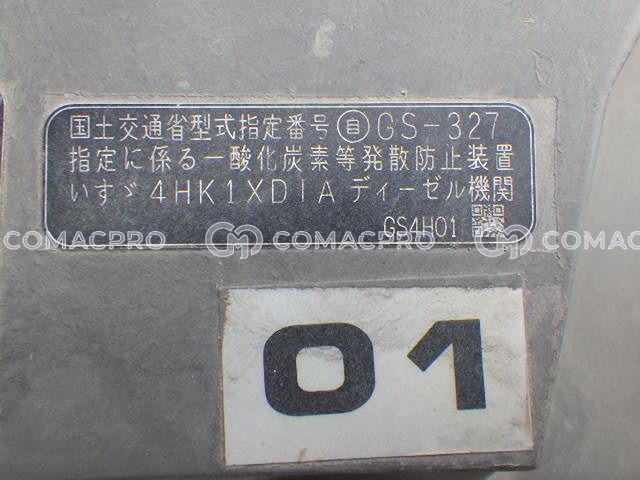 国土交通省型式指定番号 自 GS-327
指定に係る一酸化炭素等発散防止装置
いすゞ 4HK1XDIA ディーゼル機関
GS4H01
COMACPRO COMACPRO COMACPRO
01